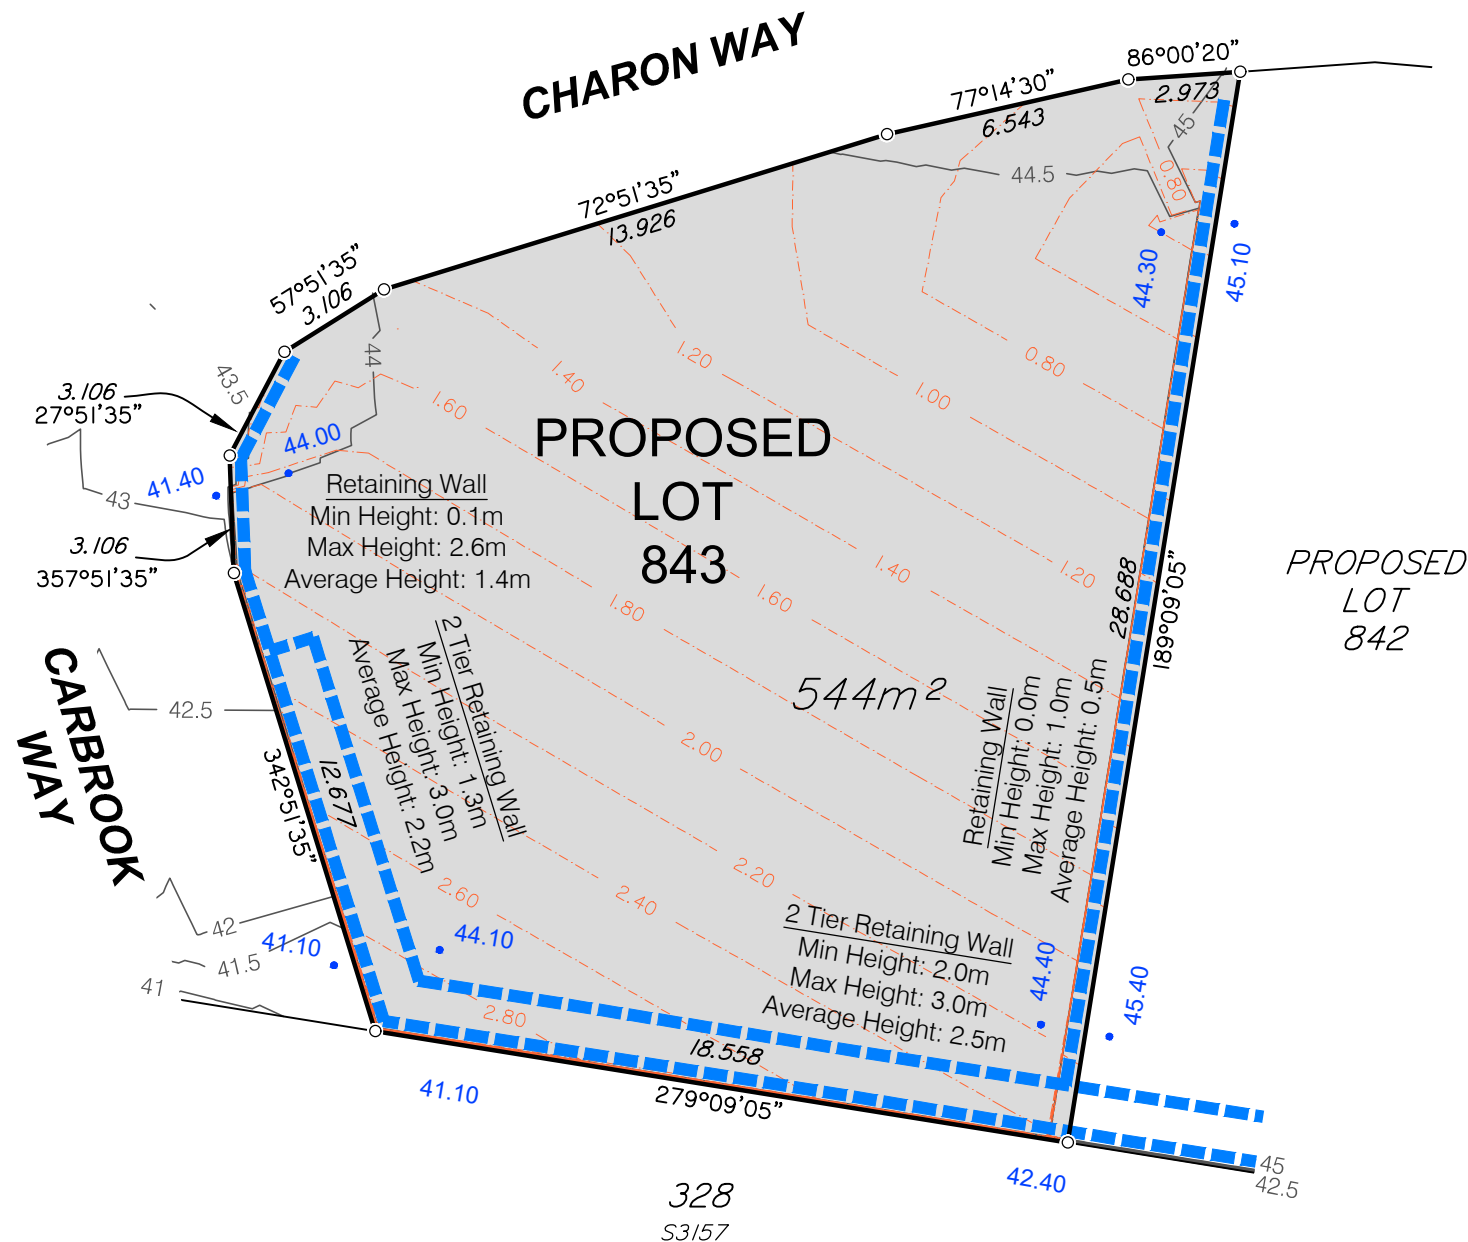 CHARON WAY
86°00'20"
2.973
77°14'30"
6.543
45
0.80
44.5
72°51'35"
13.926
44.30
45.10
57°51'35"
3.106
44
43.5
3.106
27°51'35"
1.60
1.40
1.20
1.00
0.80
44.00
41.40
43
PROPOSED
LOT
843
Retaining Wall
Min Height: 0.1m
Max Height: 2.6m
Average Height: 1.4m
3.106
357°51'35"
1.80
1.60
1.40
1.20
28.688
189°09'05"
PROPOSED
LOT
842
CARBROOK
WAY
42.5
342°51'35"
12.677
2 Tier Retaining Wall
Min Height: 1.3m
Max Height: 3.0m
Average Height: 2.2m
544m²
2.00
Retaining Wall
Min Height: 0.0m
Max Height: 1.0m
Average Height: 0.5m
2.60
2.40
2.20
42
41.10
41.5
41
44.10
2 Tier Retaining Wall
Min Height: 2.0m
Max Height: 3.0m
Average Height: 2.5m
44.40
45.40
2.80
18.558
279°09'05"
41.10
42.40
45
42.5
328
S3157